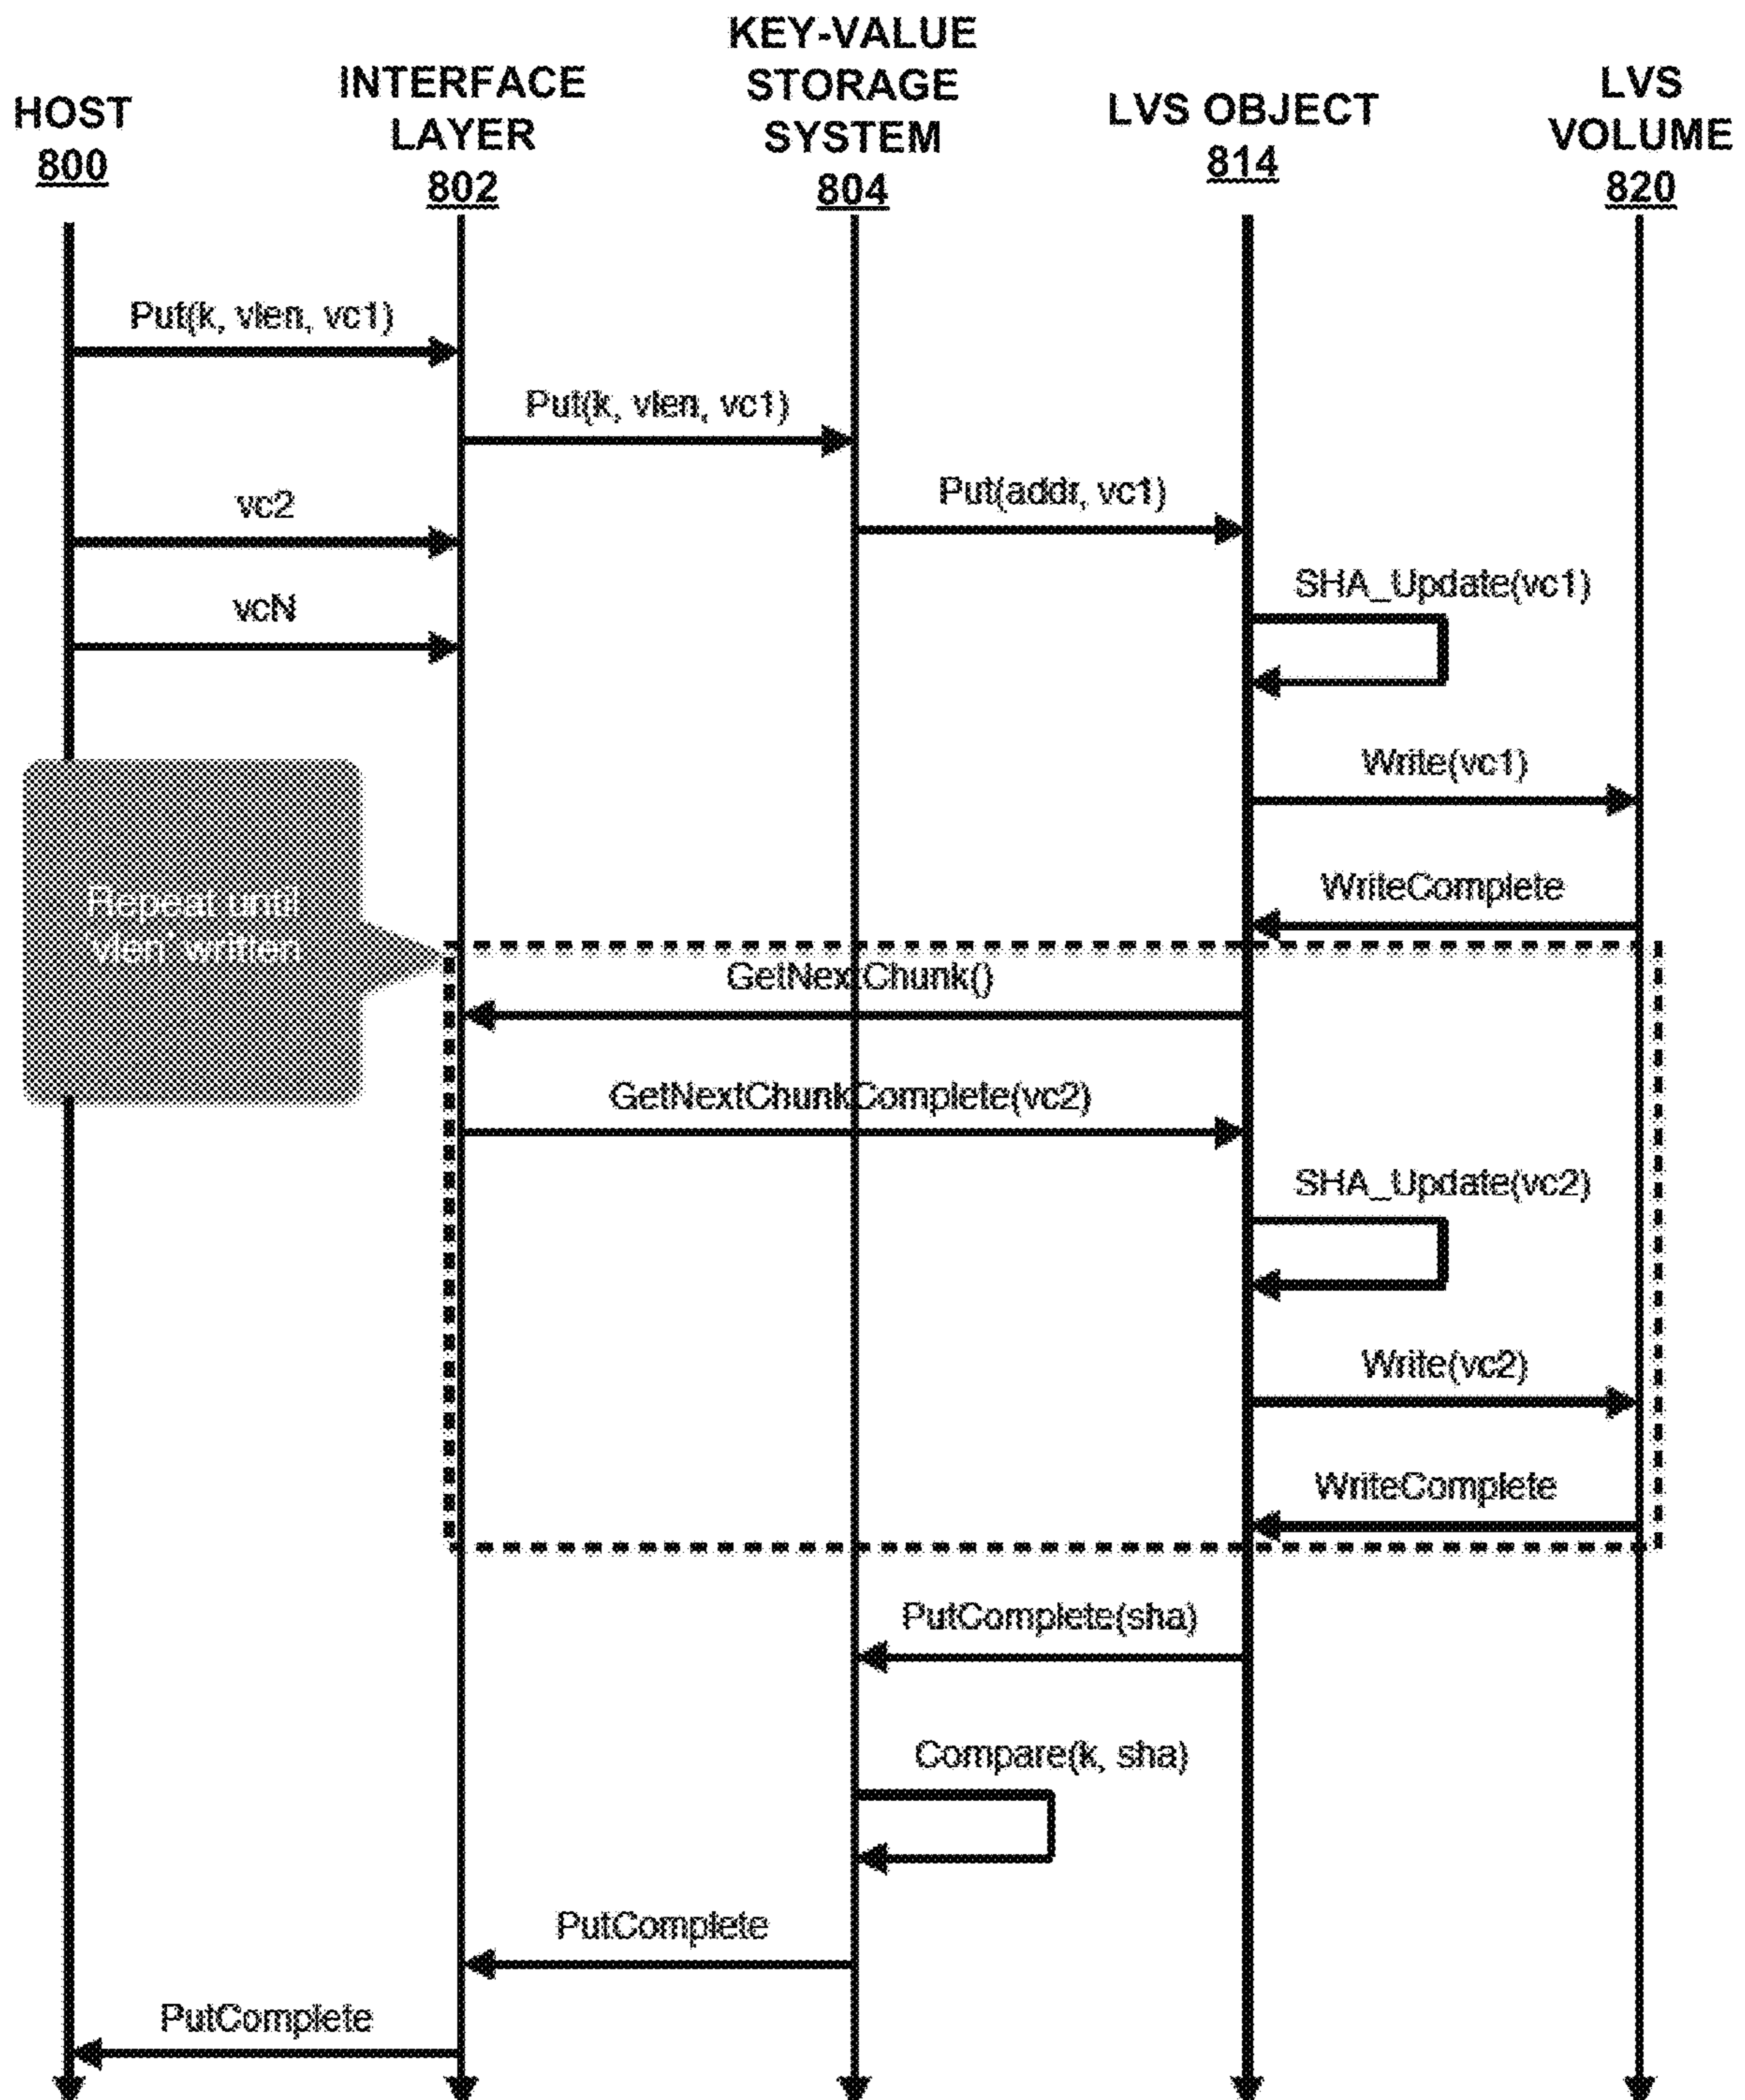 HOST
800
INTERFACE
LAYER
802
KEY-VALUE
STORAGE
SYSTEM
804
LVS OBJECT
814
LVS
VOLUME
820
Put(k, vlen, vc1)
Put(k, vlen, vc1)
vc2
Put(addr, vc1)
SHA_Update(vc1)
vcN
Write(vc1)
WriteComplete
Repeat until
'vlen' written
GetNextChunk()
GetNextChunkComplete(vc2)
SHA_Update(vc2)
Write(vc2)
WriteComplete
PutComplete(sha)
Compare(k, sha)
PutComplete
PutComplete